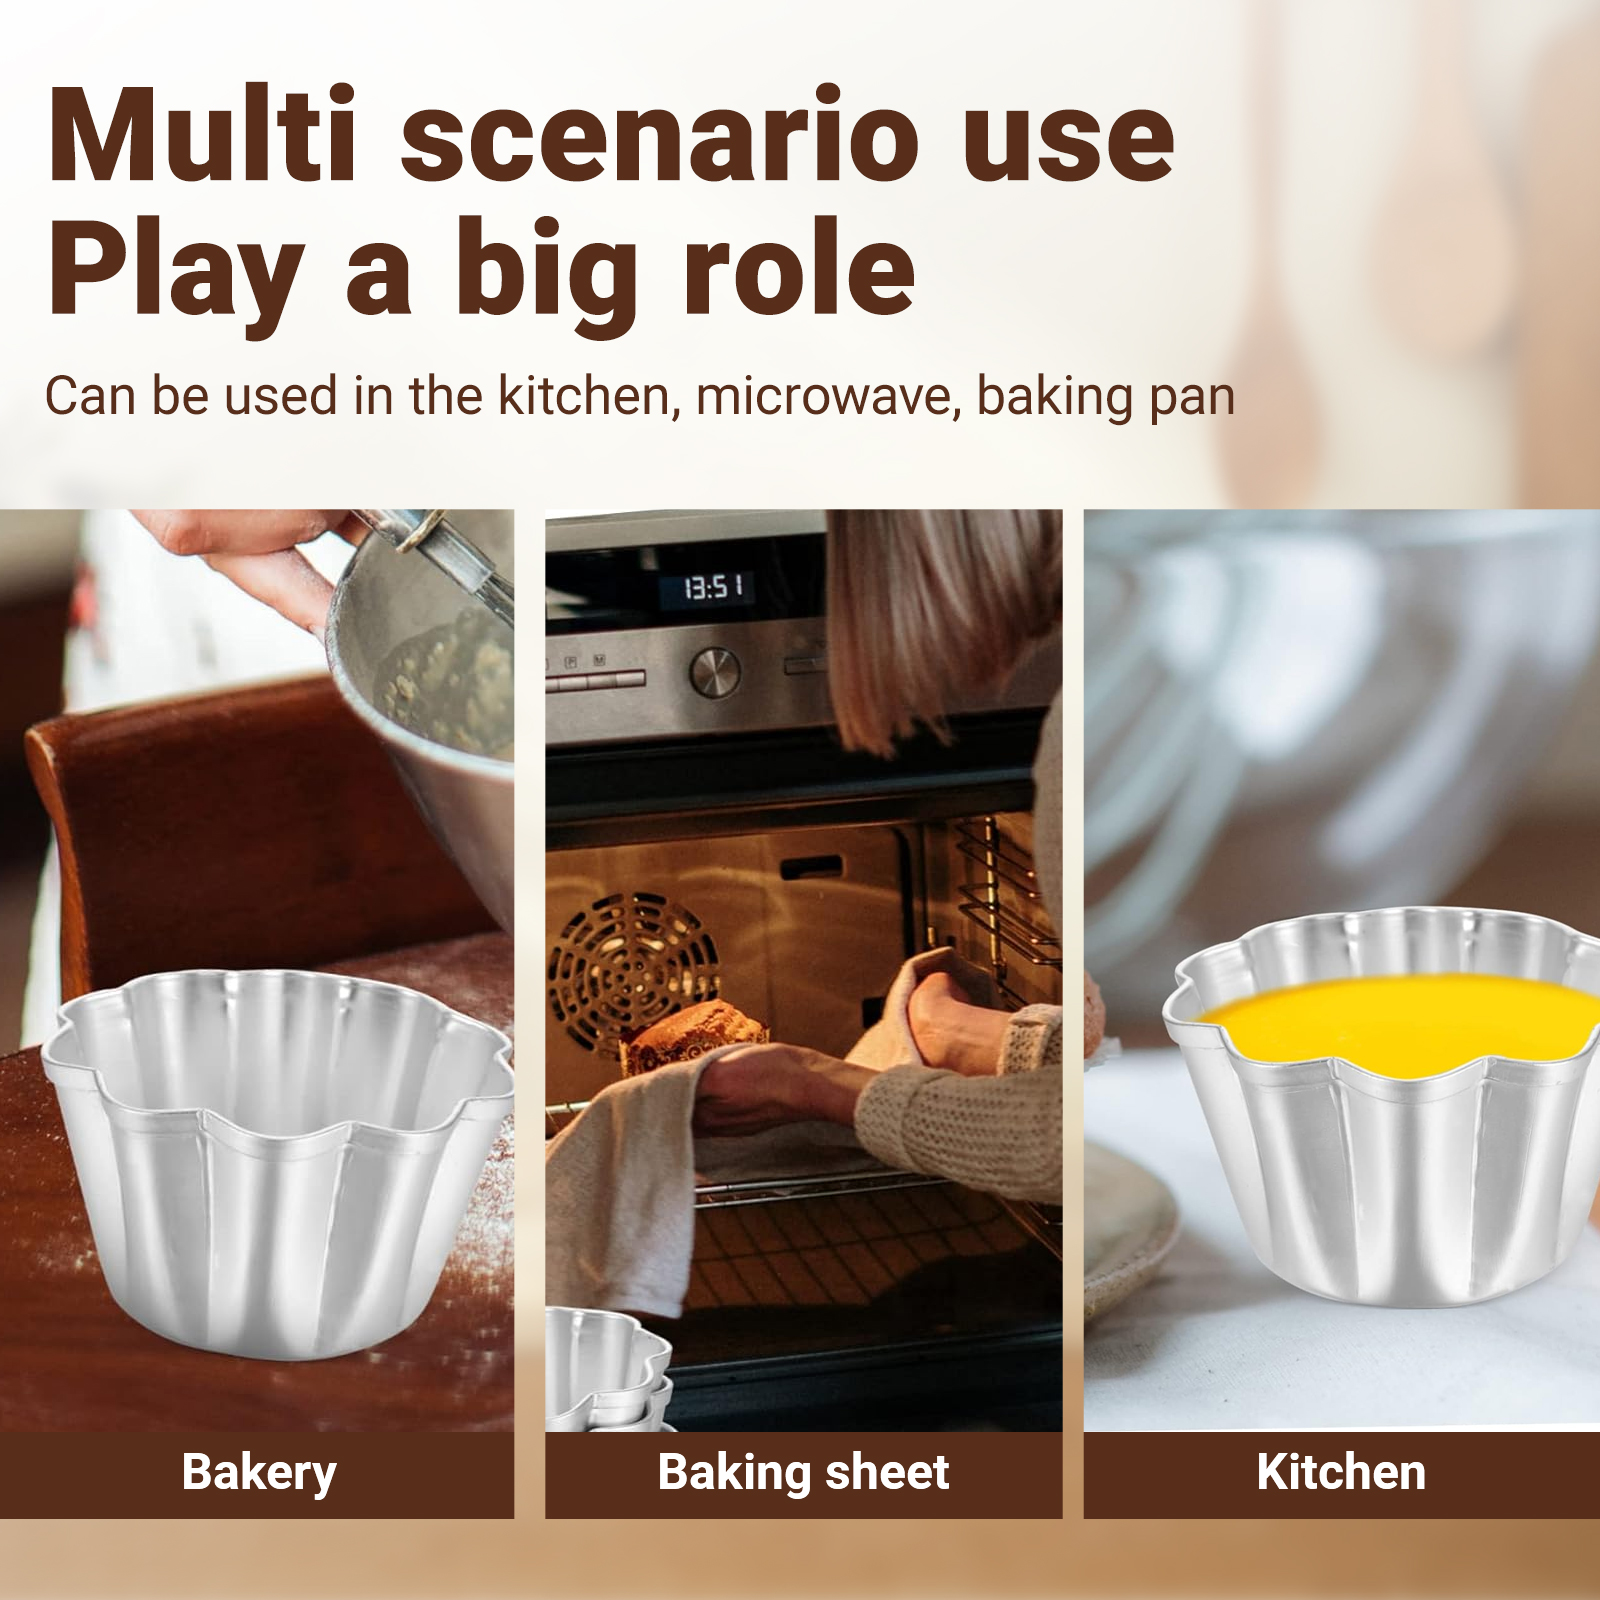 Multi scenario use
Play a big role
Can be used in the kitchen, microwave, baking pan
13:51
P M
Bakery
Baking sheet
Kitchen